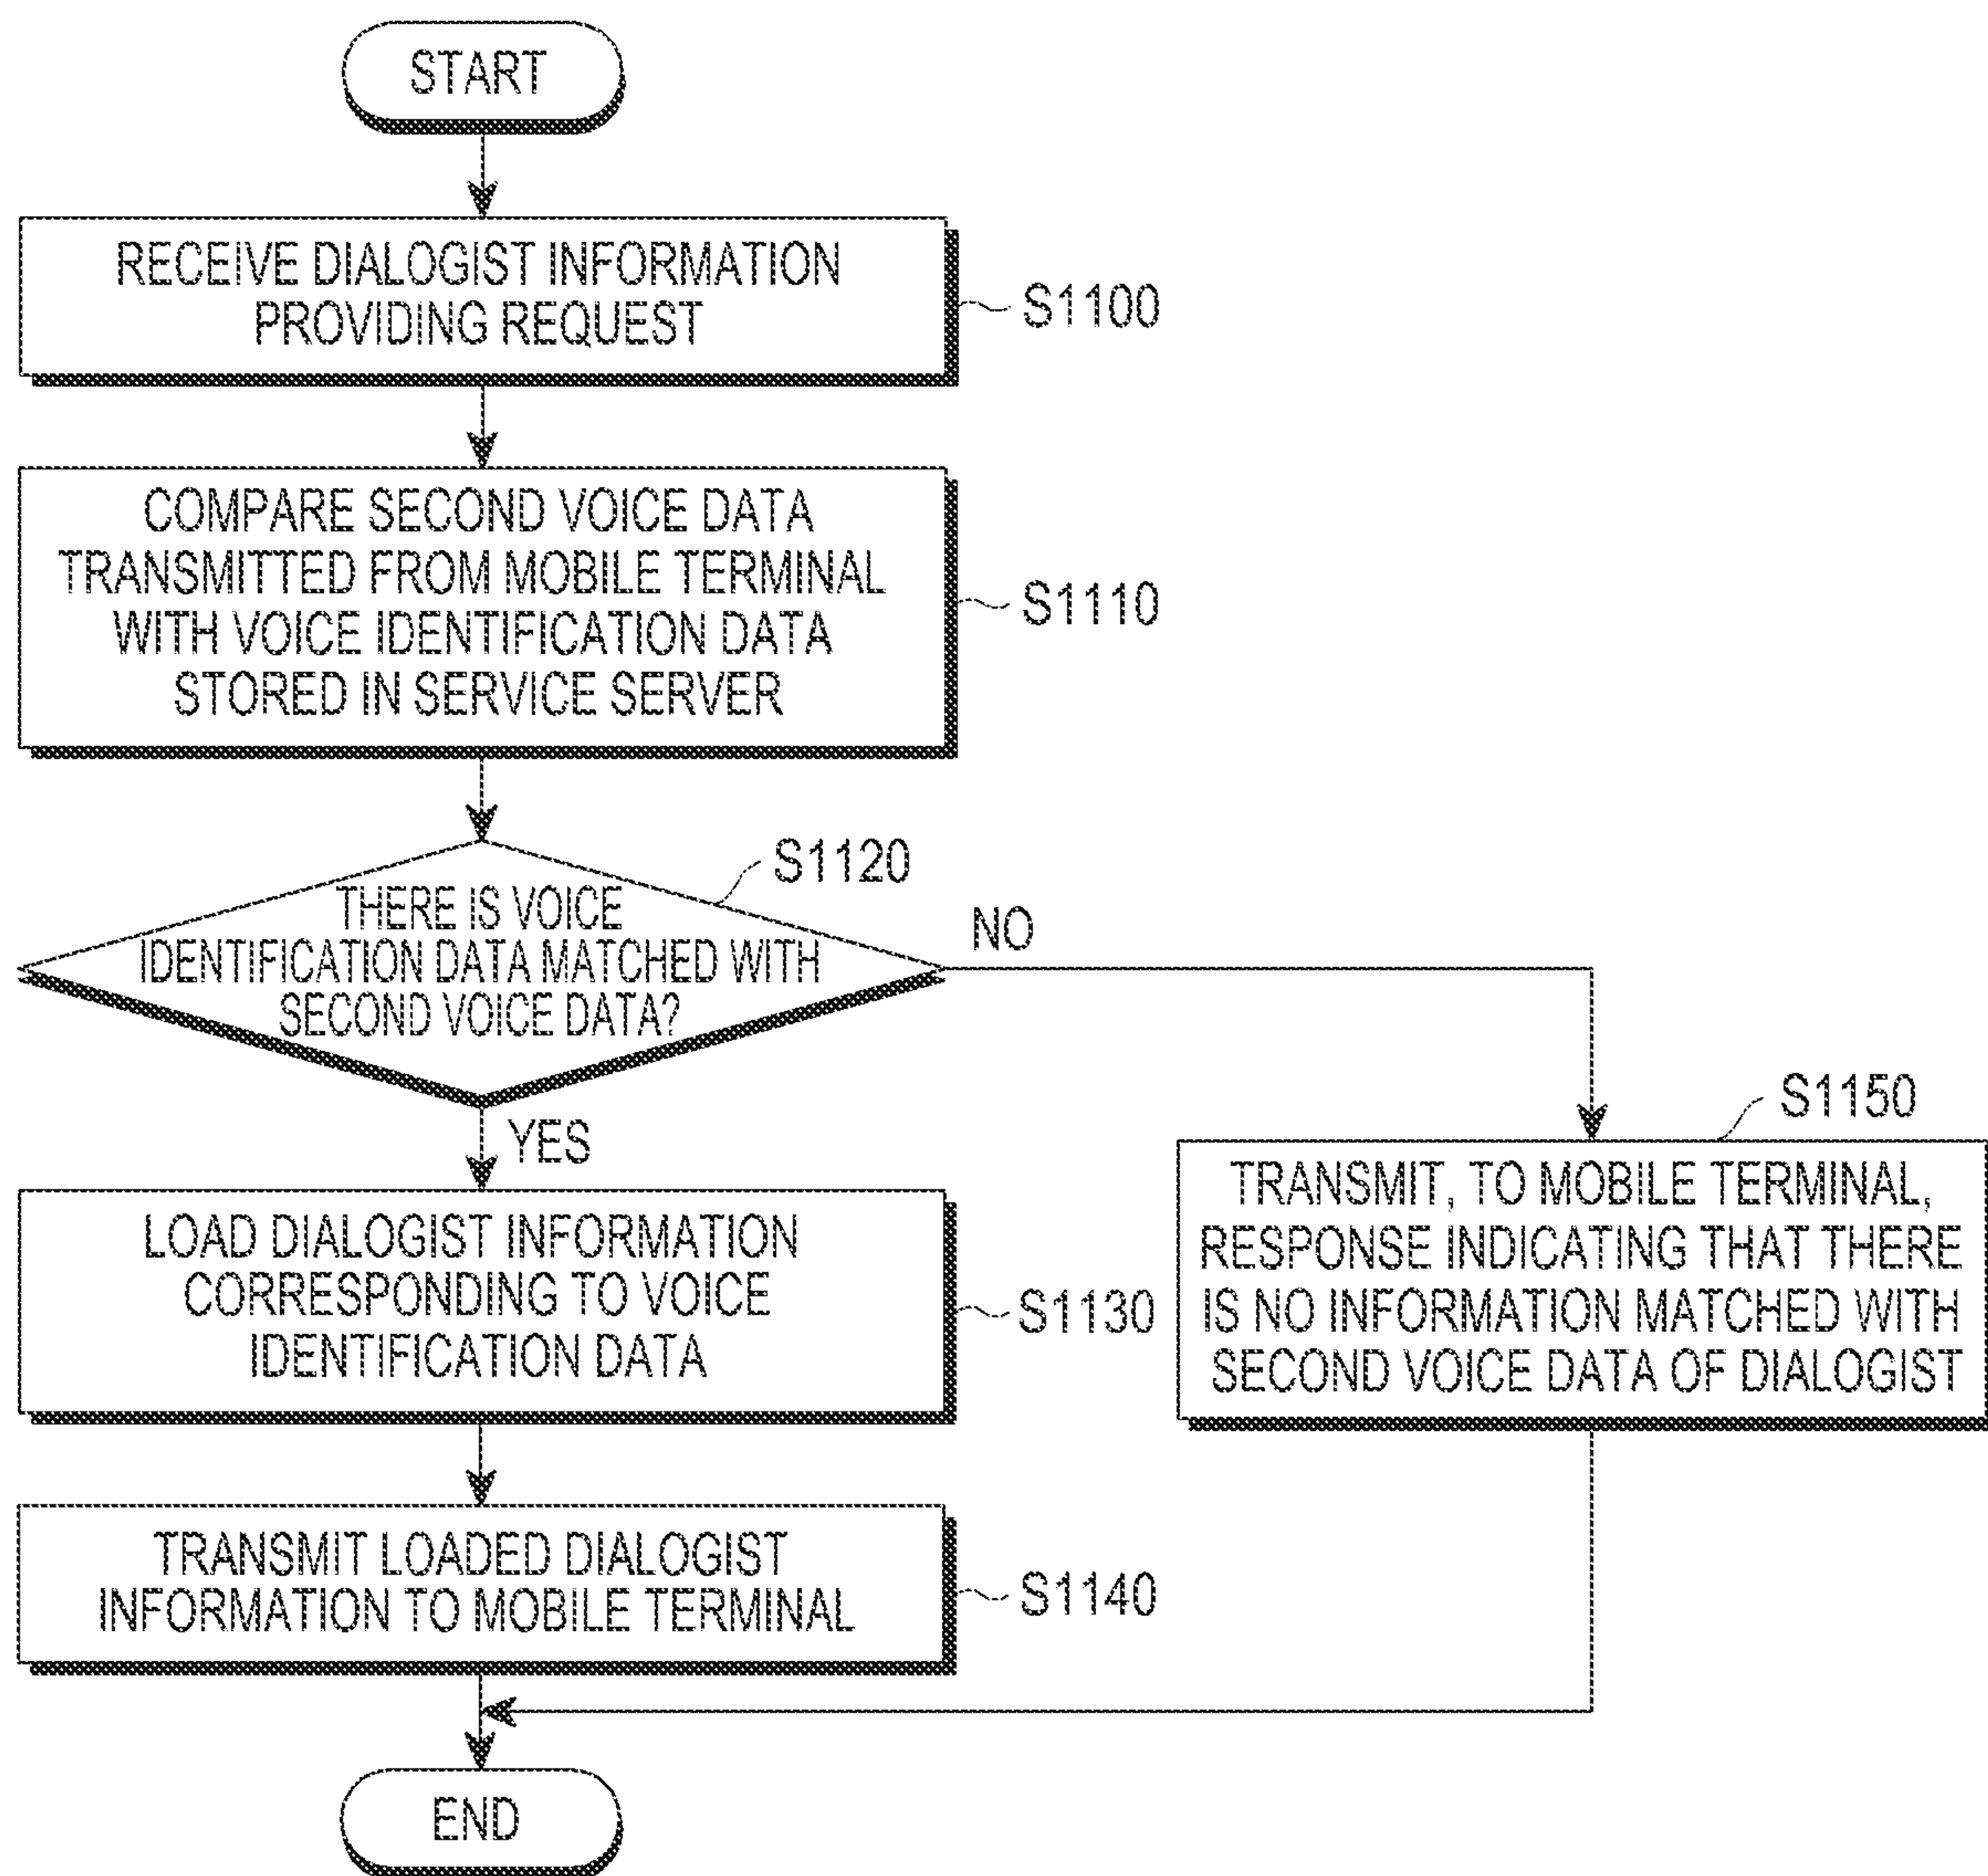 START
RECEIVE DIALOGIST INFORMATION
PROVIDING REQUEST
S1100
COMPARE SECOND VOICE DATA
TRANSMITTED FROM MOBILE TERMINAL
WITH VOICE IDENTIFICATION DATA
STORED IN SERVICE SERVER
S1110
S1120
THERE IS VOICE
IDENTIFICATION DATA MATCHED WITH
SECOND VOICE DATA?
NO
YES
LOAD DIALOGIST INFORMATION
CORRESPONDING TO VOICE
IDENTIFICATION DATA
S1130
S1150
TRANSMIT, TO MOBILE TERMINAL,
RESPONSE INDICATING THAT THERE
IS NO INFORMATION MATCHED WITH
SECOND VOICE DATA OF DIALOGIST
TRANSMIT LOADED DIALOGIST
INFORMATION TO MOBILE TERMINAL
S1140
END